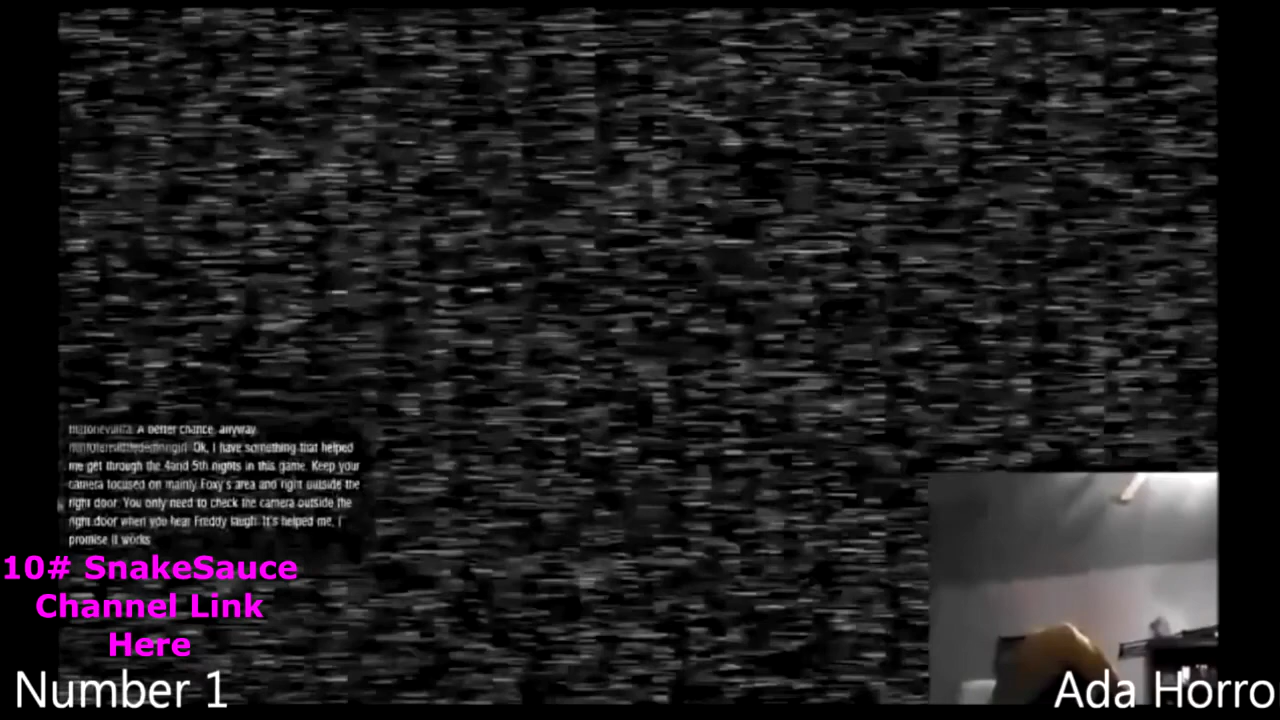 A better chance, anyway.
Ok, I have something that helped
me get through the 4and 5th nights in this game. Keep your
camera focused on mainly Foxy's area and right outside the
right door. You only need to check the camera outside the
right door when you hear Freddy laugh. It's helped me, I
promise it works
10# SnakeSauce
Channel Link
Here
Number 1
Ada Horro